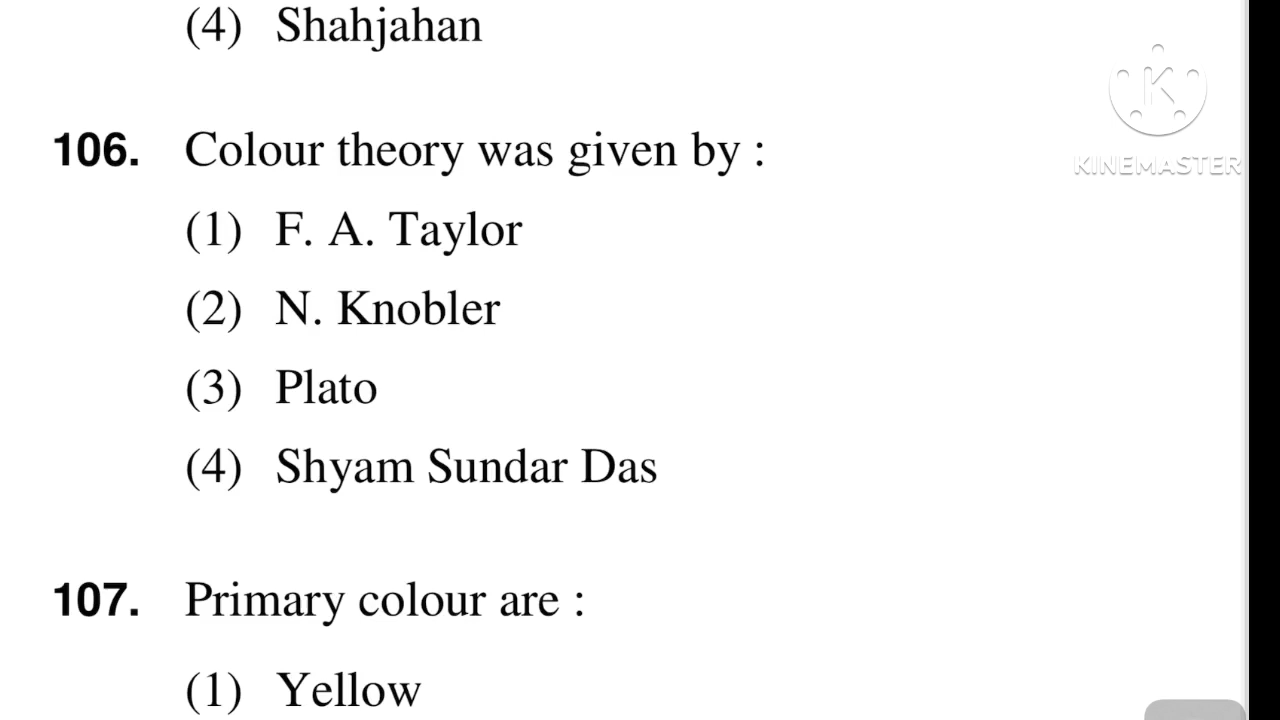 (4) Shahjahan
KINEMASTER
106. Colour theory was given by :
(1) F. A. Taylor
(2) N. Knobler
(3) Plato
(4) Shyam Sundar Das
107. Primary colour are :
(1) Yellow